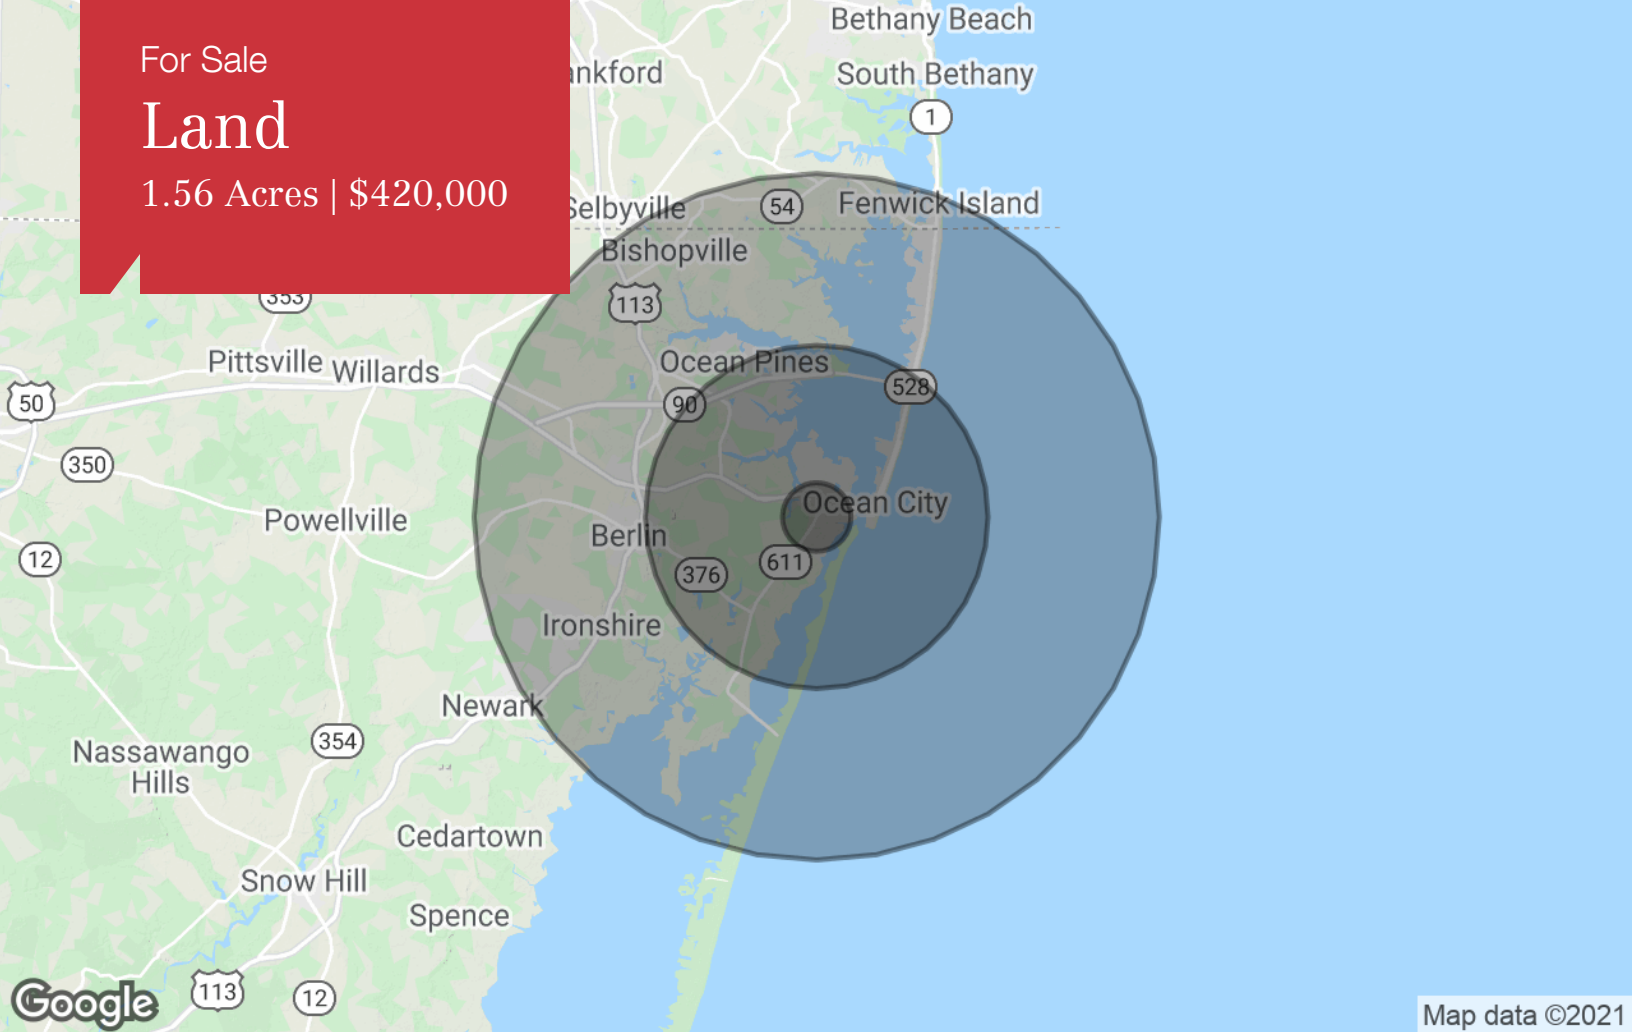 For Sale
Land
1.56 Acres | $420,000
Bethany Beach
ankford
South Bethany
1
Selbyville
54
Fenwick Island
Bishopville
353
113
Pittsville
Willards
Ocean Pines
50
90
528
350
Powellville
Ocean City
Berlin
12
376
611
Ironshire
Newark
354
Nassawango
Hills
Cedartown
Snow Hill
Spence
113
12
Google
Map data ©2021